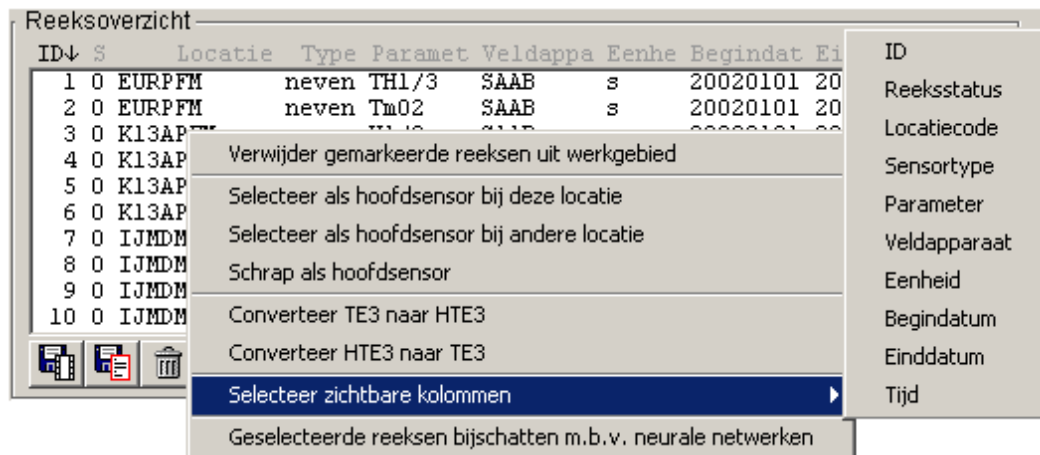 Reeksoverzicht
ID↓ S Locatie Type Paramet Veldappa Eenhe Begindat Ei
1 0 EURPFM neven TH1/3 SAAB s 20020101 20
2 0 EURPFM neven Tm02 SAAB s 20020101 20
3 0 K13APFM
4 0 K13AP
5 0 K13AP
6 0 K13AP
7 0 IJMDM
8 0 IJMDM
9 0 IJMDM
10 0 IJMDM
Verwijder gemarkeerde reeksen uit werkgebied
Selecteer als hoofdsensor bij deze locatie
Selecteer als hoofdsensor bij andere locatie
Schrap als hoofdsensor
Converteer TE3 naar HTE3
Converteer HTE3 naar TE3
Selecteer zichtbare kolommen
Geselecteerde reeksen bijschatten m.b.v. neurale netwerken
ID
Reeksstatus
Locatiecode
Sensortype
Parameter
Veldapparaat
Eenheid
Begindatum
Einddatum
Tijd